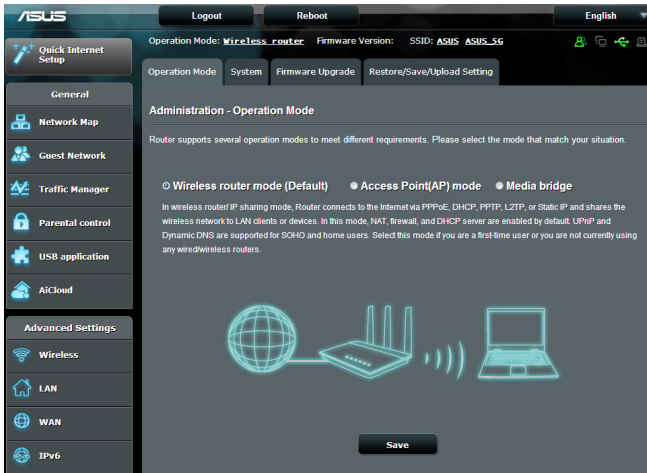 ASUS
Logout
Reboot
English
Quick Internet
Setup
Operation Mode: Wireless router Firmware Version: SSID: ASUS ASUS_5G
Operation Mode
System
Firmware Upgrade
Restore/Save/Upload Setting
General
Network Map
Guest Network
Traffic Manager
Parental control
USB application
AiCloud
Advanced Settings
Wireless
LAN
WAN
IPv6
Administration - Operation Mode
Router supports several operation modes to meet different requirements. Please select the mode that match your situation.
Wireless router mode (Default)
Access Point(AP) mode
Media bridge
In wireless router/ IP sharing mode, Router connects to the Internet via PPPoE, DHCP, PPTP, L2TP, or Static IP and shares the
wireless network to LAN clients or devices. In this mode, NAT, firewall, and DHCP server are enabled by default. UPnP and
Dynamic DNS are supported for SOHO and home users. Select this mode if you are a first-time user or you are not currently using
any wired/wireless routers.
Save